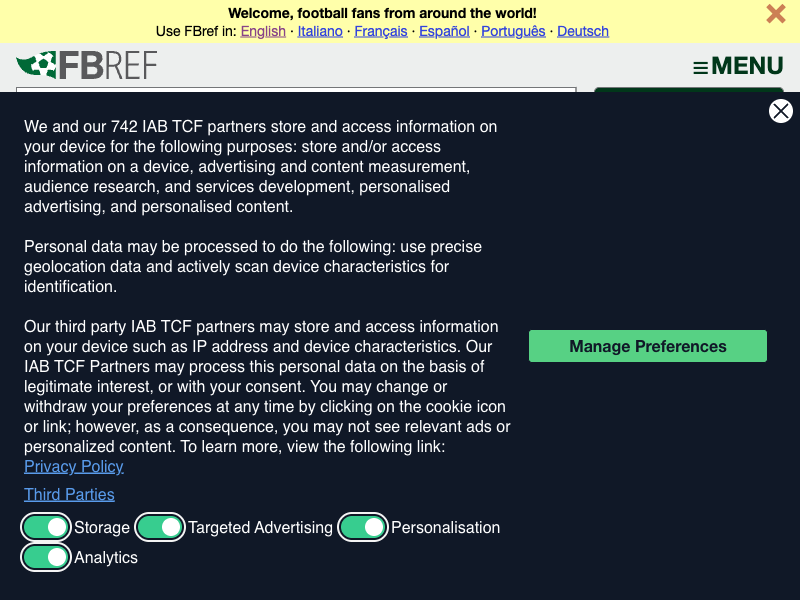 Welcome, football fans from around the world!
Use FBref in: English · Italiano · Français · Español · Português · Deutsch
FBREF
≡MENU
We and our 742 IAB TCF partners store and access information on
your device for the following purposes: store and/or access
information on a device, advertising and content measurement,
audience research, and services development, personalised
advertising, and personalised content.
Personal data may be processed to do the following: use precise
geolocation data and actively scan device characteristics for
identification.
Our third party IAB TCF partners may store and access information
on your device such as IP address and device characteristics. Our
IAB TCF Partners may process this personal data on the basis of
legitimate interest, or with your consent. You may change or
withdraw your preferences at any time by clicking on the cookie icon
or link; however, as a consequence, you may not see relevant ads or
personalized content. To learn more, view the following link:
Privacy Policy
Manage Preferences
Third Parties
Storage Targeted Advertising Personalisation
Analytics